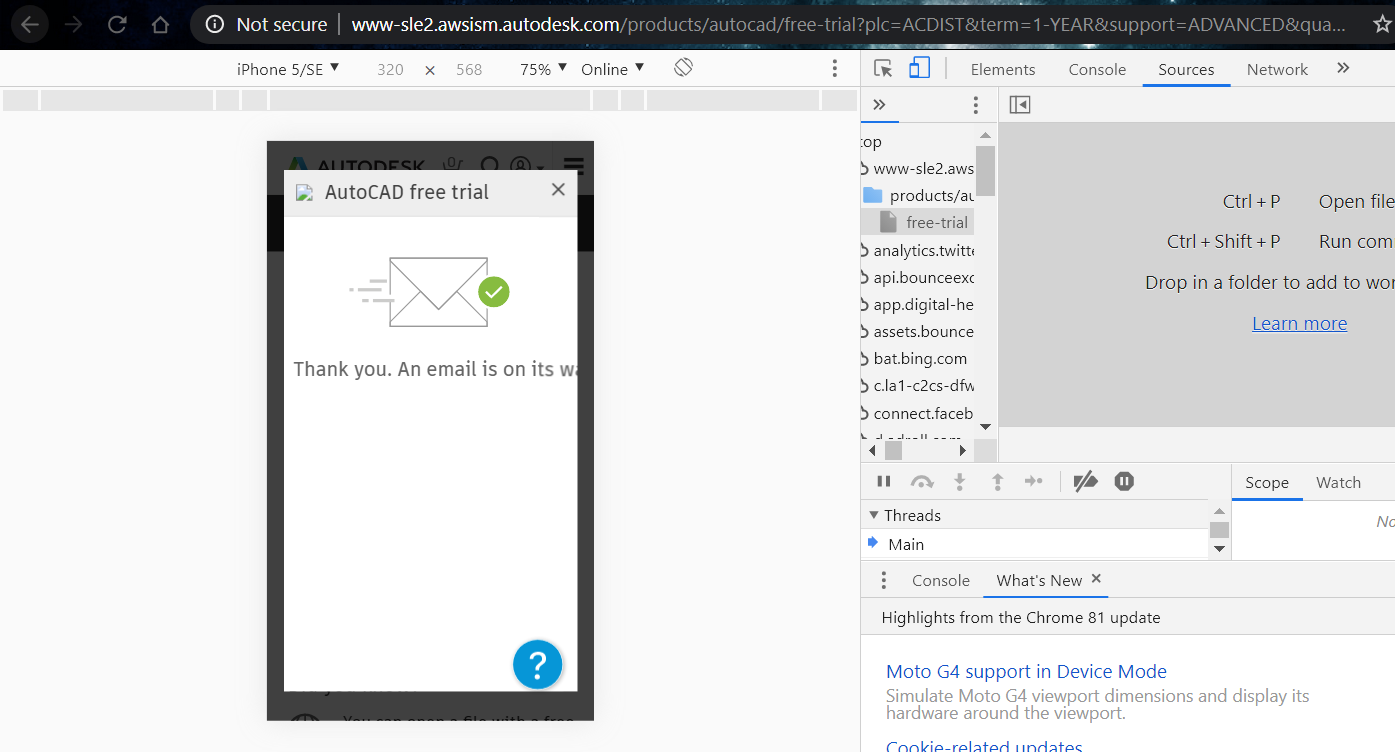 Not secure | www-sle2.awsism.autodesk.com/products/autocad/free-trial?plc=ACDIST&term=1-YEAR&support=ADVANCED&qua...
iPhone 5/SE ▼ 320 × 568 75% ▼ Online ▼
Elements Console Sources Network »
»
AUTODESK
AutoCAD free trial ×
Thank you. An email is on its wa
?
You can open a file with a free
top
www-sle2.aws
products/au
free-trial
analytics.twitte
api.bounceexc
app.digital-he
assets.bounce
bat.bing.com
c.la1-c2cs-dfw
connect.faceb
d.adroll.com
Ctrl + P Open file
Ctrl + Shift + P Run com
Drop in a folder to add to wor
Learn more
Scope Watch
Threads
No
Main
Console What's New ×
Highlights from the Chrome 81 update
Moto G4 support in Device Mode
Simulate Moto G4 viewport dimensions and display its
hardware around the viewport.
Cookie-related updates